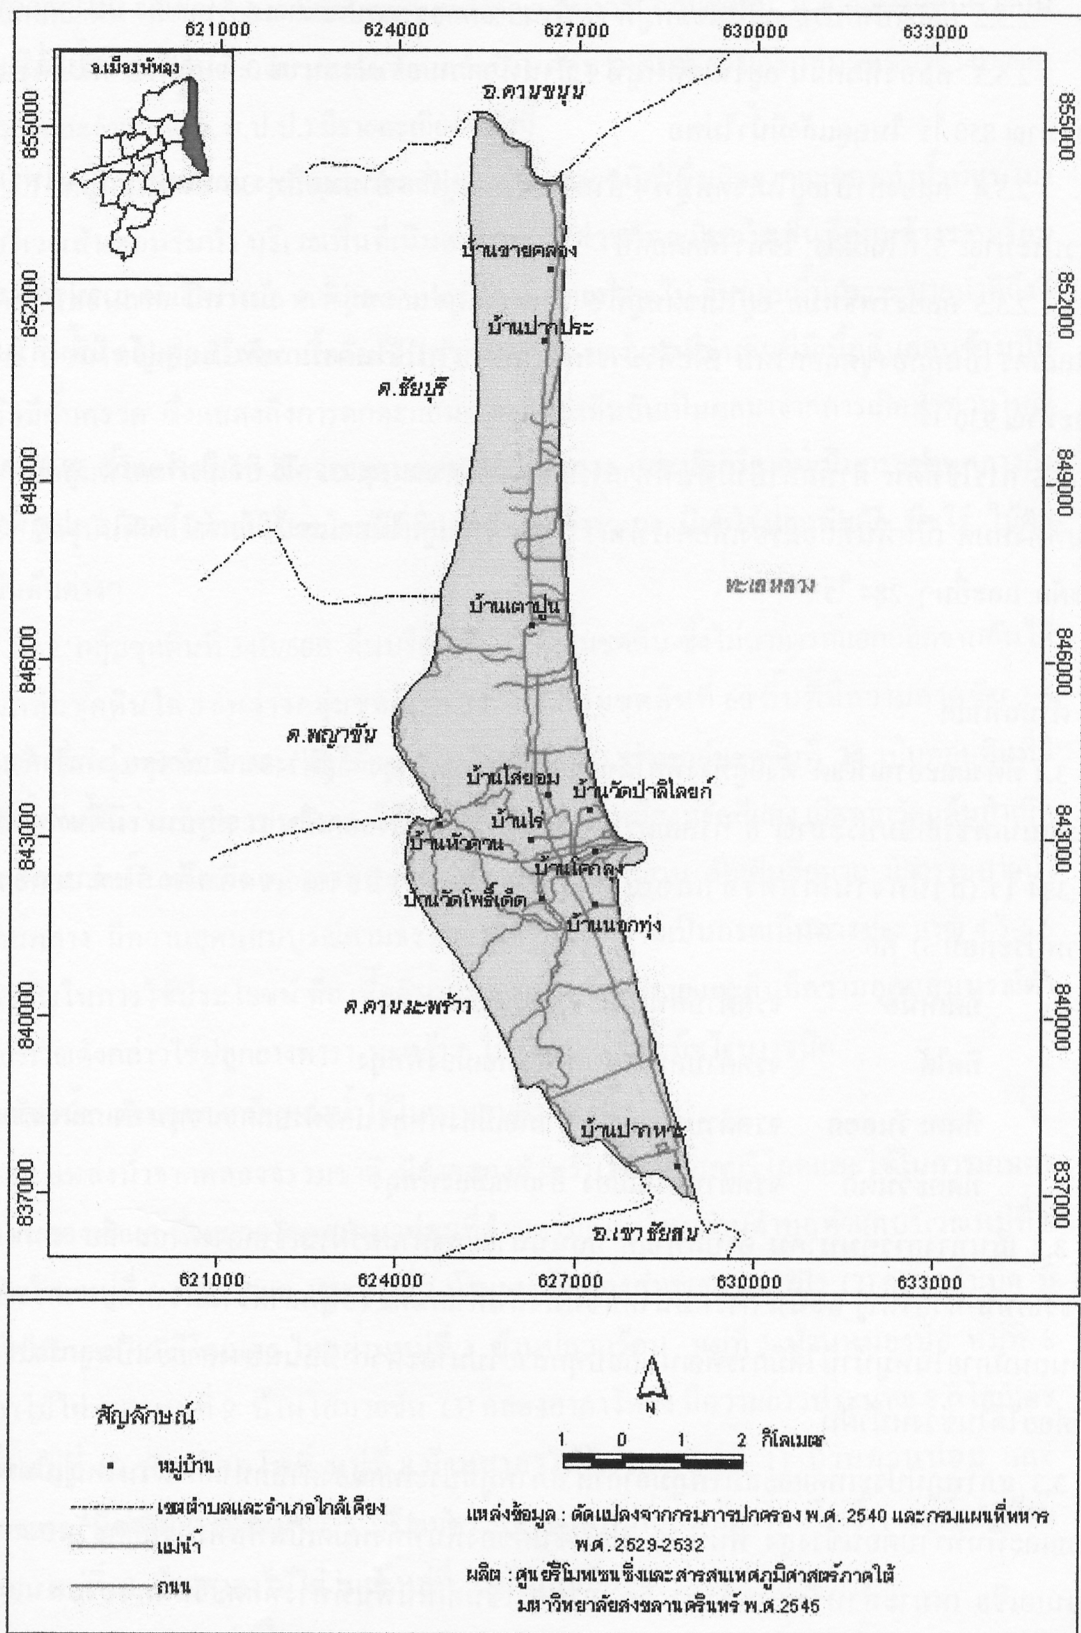 621000 624000 627000 630000 633000
อ.เมืองพัทลุง
อ.ควนขนุน
855000 855000
บ้านชายคลอง
852000 852000
บ้านปากประ
ต.ชัยบุรี
849000 849000
ทะเลหลวง
บ้านเตาปูน
846000 846000
ต.พญาขัน
บ้านใสยอม
บ้านวัดป่าลิไลยก์
บ้านไร่
843000 843000
บ้านหัวควน
บ้านโคกลุง
บ้านวัดโพธิ์เด็ด
บ้านนอกทุ่ง
840000 840000
ต.ควนมะพร้าว
บ้านปากหวะ
837000 837000
อ.เขาชัยสน
621000 624000 627000 630000 633000
N
สัญลักษณ์
1 0 1 2 กิโลเมตร
หมู่บ้าน
เขตตำบลและอำเภอใกล้เคียง
แม่น้ำ
ถนน
แหล่งข้อมูล : ดัดแปลงจากกรมการปกครอง พ.ศ. 2540 และกรมแผนที่ทหาร
พ.ศ. 2529-2532
ผลิต : ศูนย์รีโมทเซนซิ่งและสารสนเทศภูมิศาสตร์ภาคใต้
มหาวิทยาลัยสงขลานครินทร์ พ.ศ.2545